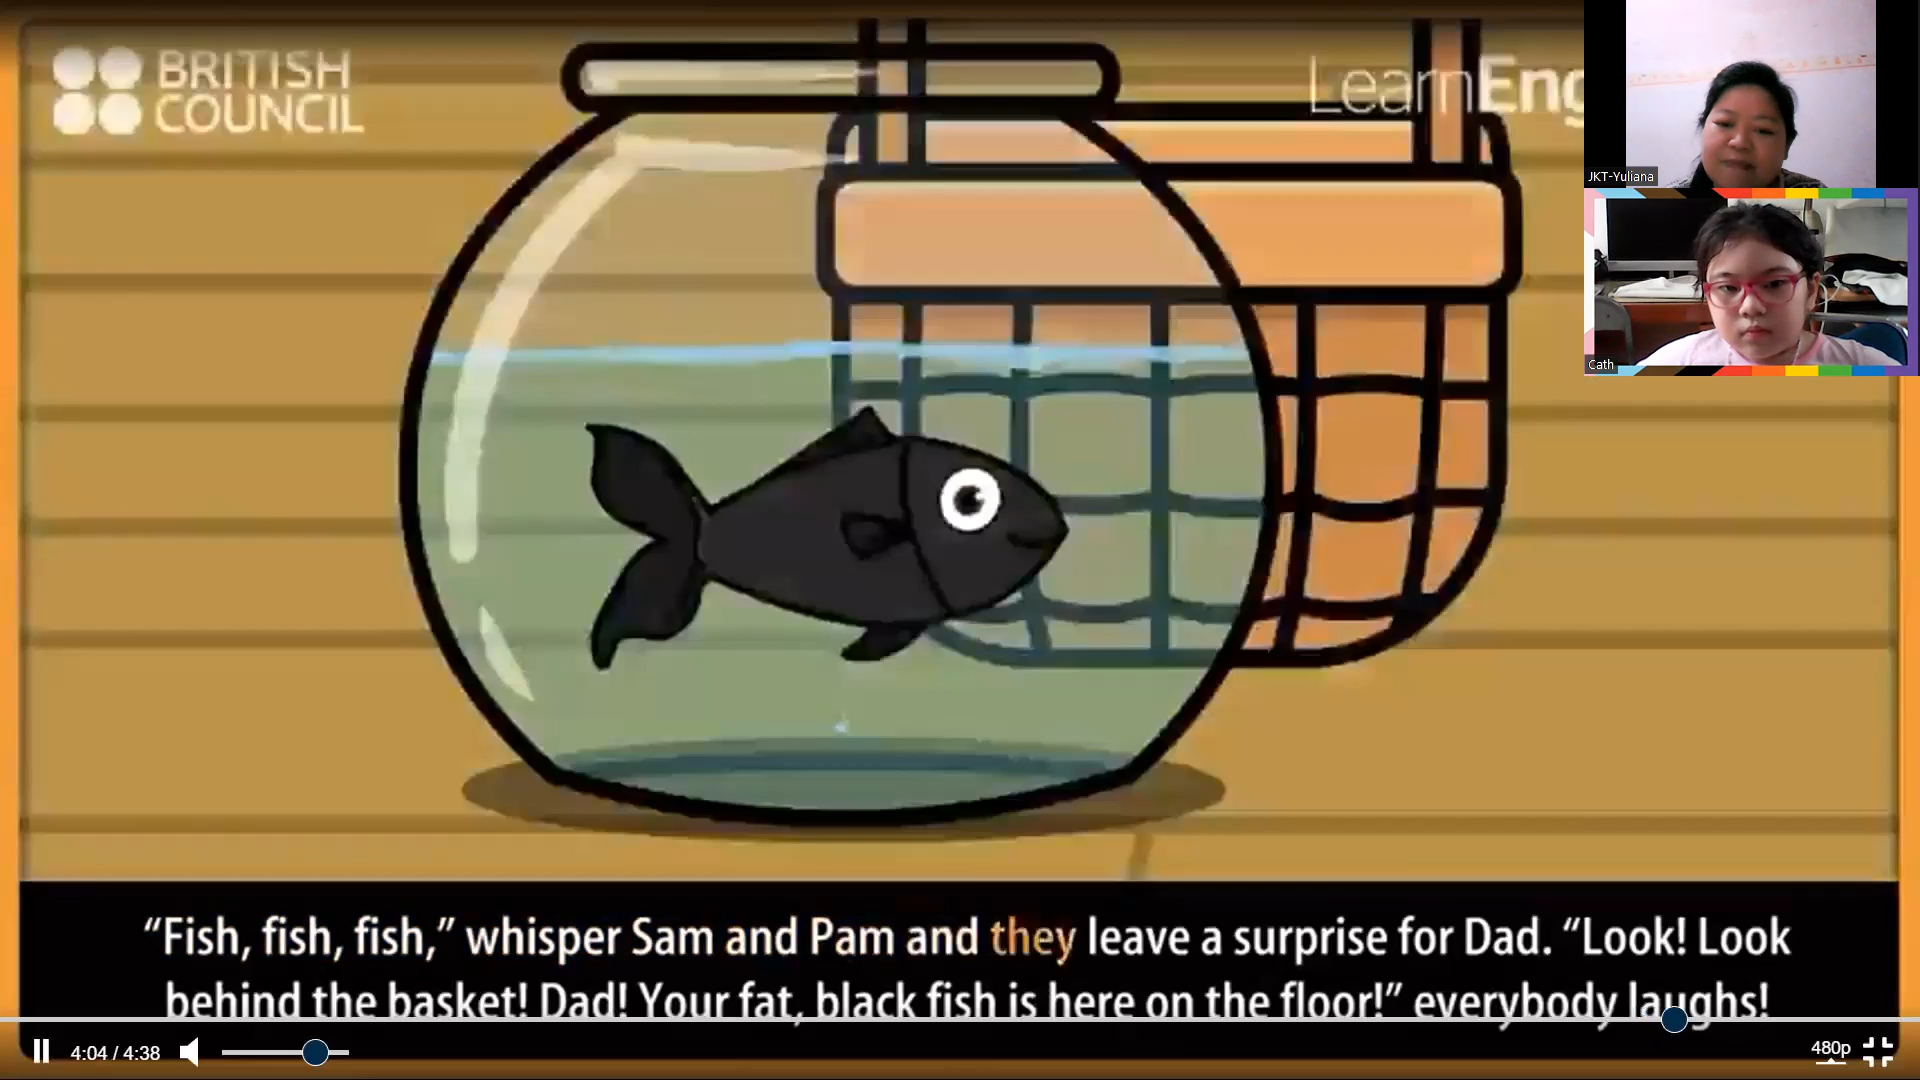 BRITISH
COUNCIL
LearnEng
JKT-Yuliana
Cath
“Fish, fish, fish,” whisper Sam and Pam and they leave a surprise for Dad. “Look! Look
behind the basket! Dad! Your fat, black fish is here on the floor!” everybody laughs!
4:04 / 4:38
480p